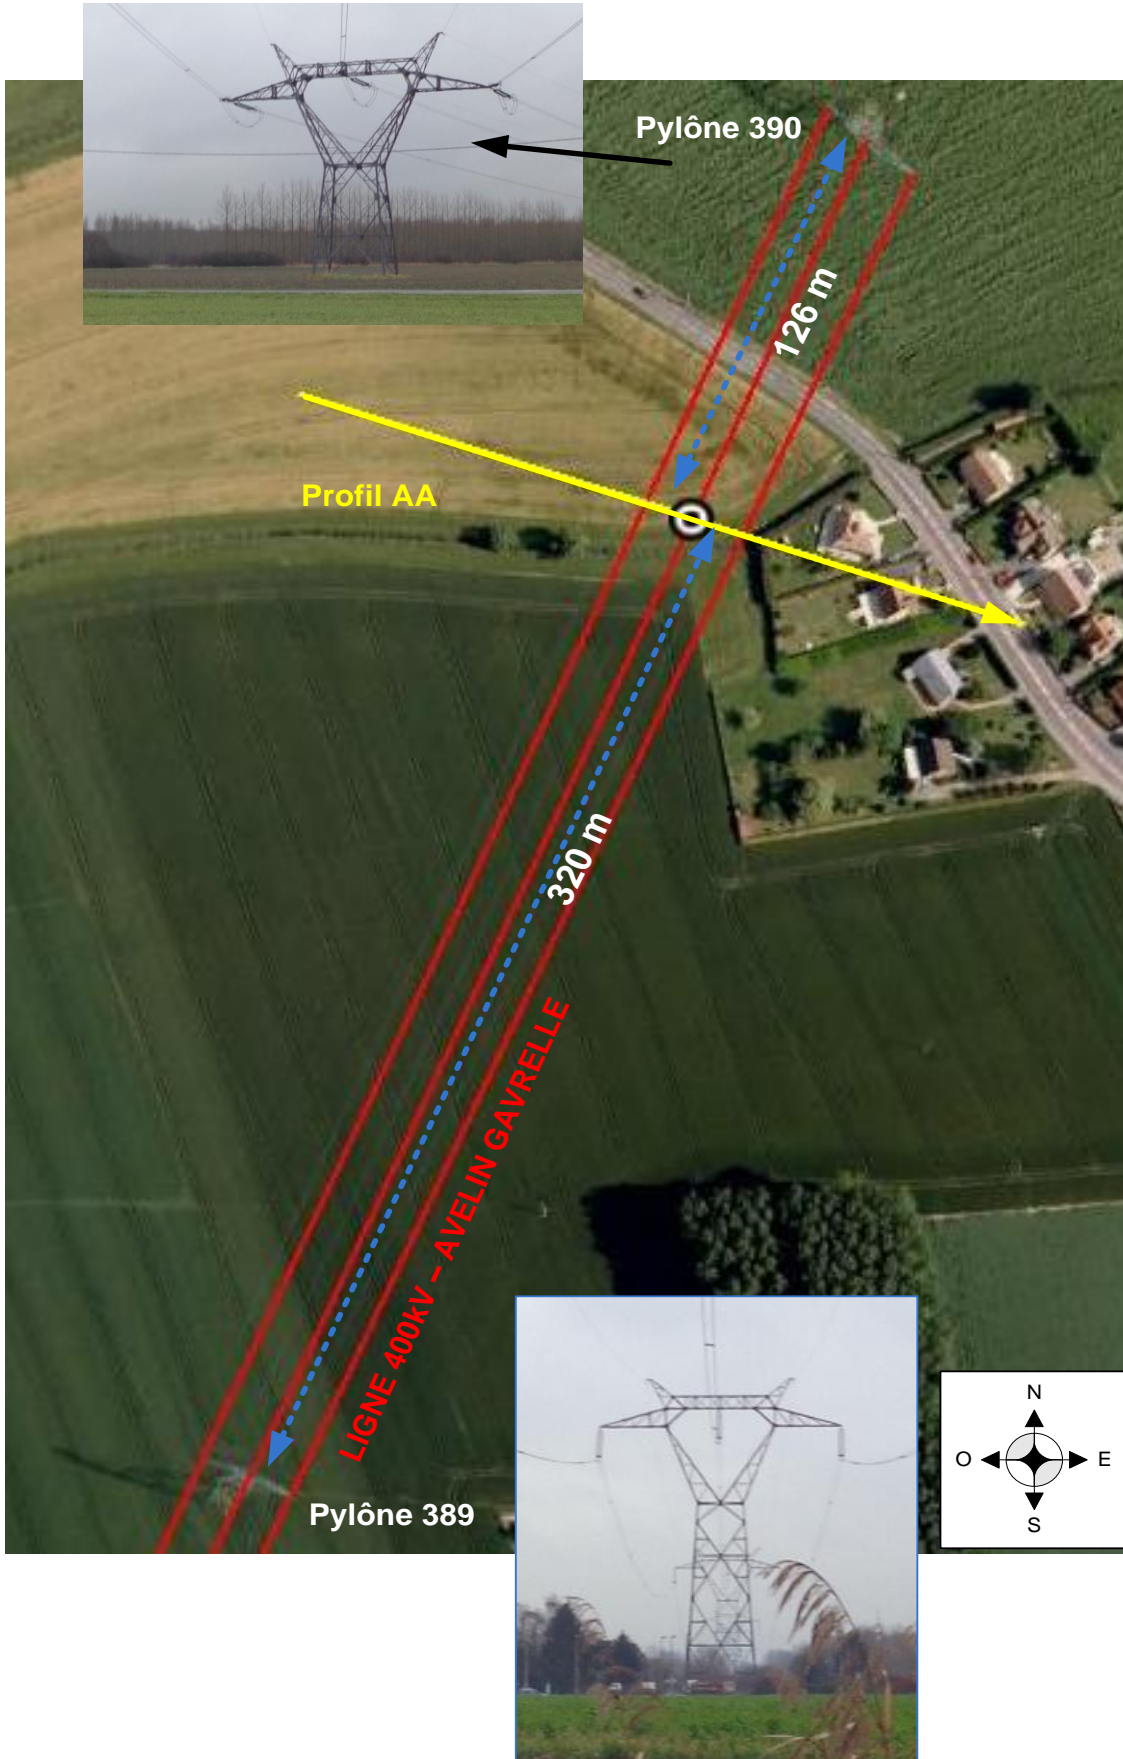 Pylône 390
126 m
Profil AA
O
320 m
LIGNE 400kV – AVELIN GAVRELLE
Pylône 389
N
O
E
S